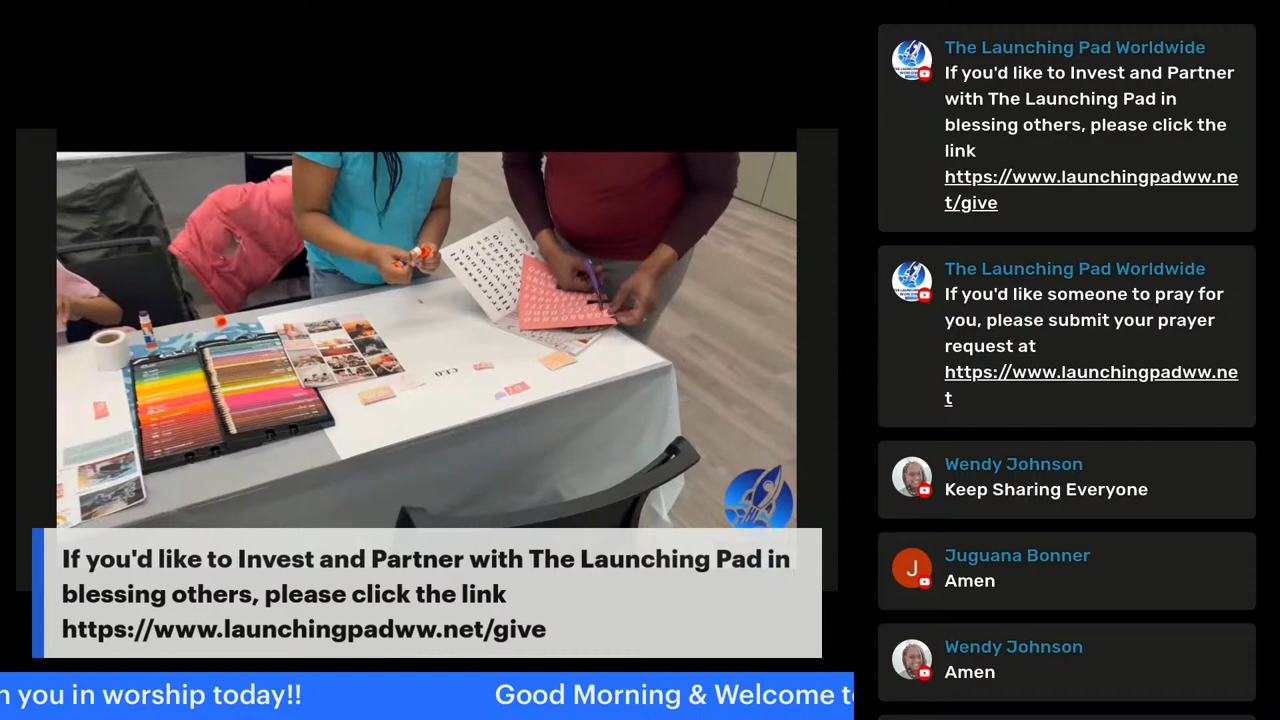 If you'd like to Invest and Partner with The Launching Pad in
blessing others, please click the link
https://www.launchingpadww.net/give
you in worship today!!
Good Morning & Welcome
The Launching Pad Worldwide
If you'd like to Invest and Partner
with The Launching Pad in
blessing others, please click the
link
https://www.launchingpadww.ne
t/give
The Launching Pad Worldwide
If you'd like someone to pray for
you, please submit your prayer
request at
https://www.launchingpadww.ne
t
Wendy Johnson
Keep Sharing Everyone
J
Juguana Bonner
Amen
Wendy Johnson
Amen